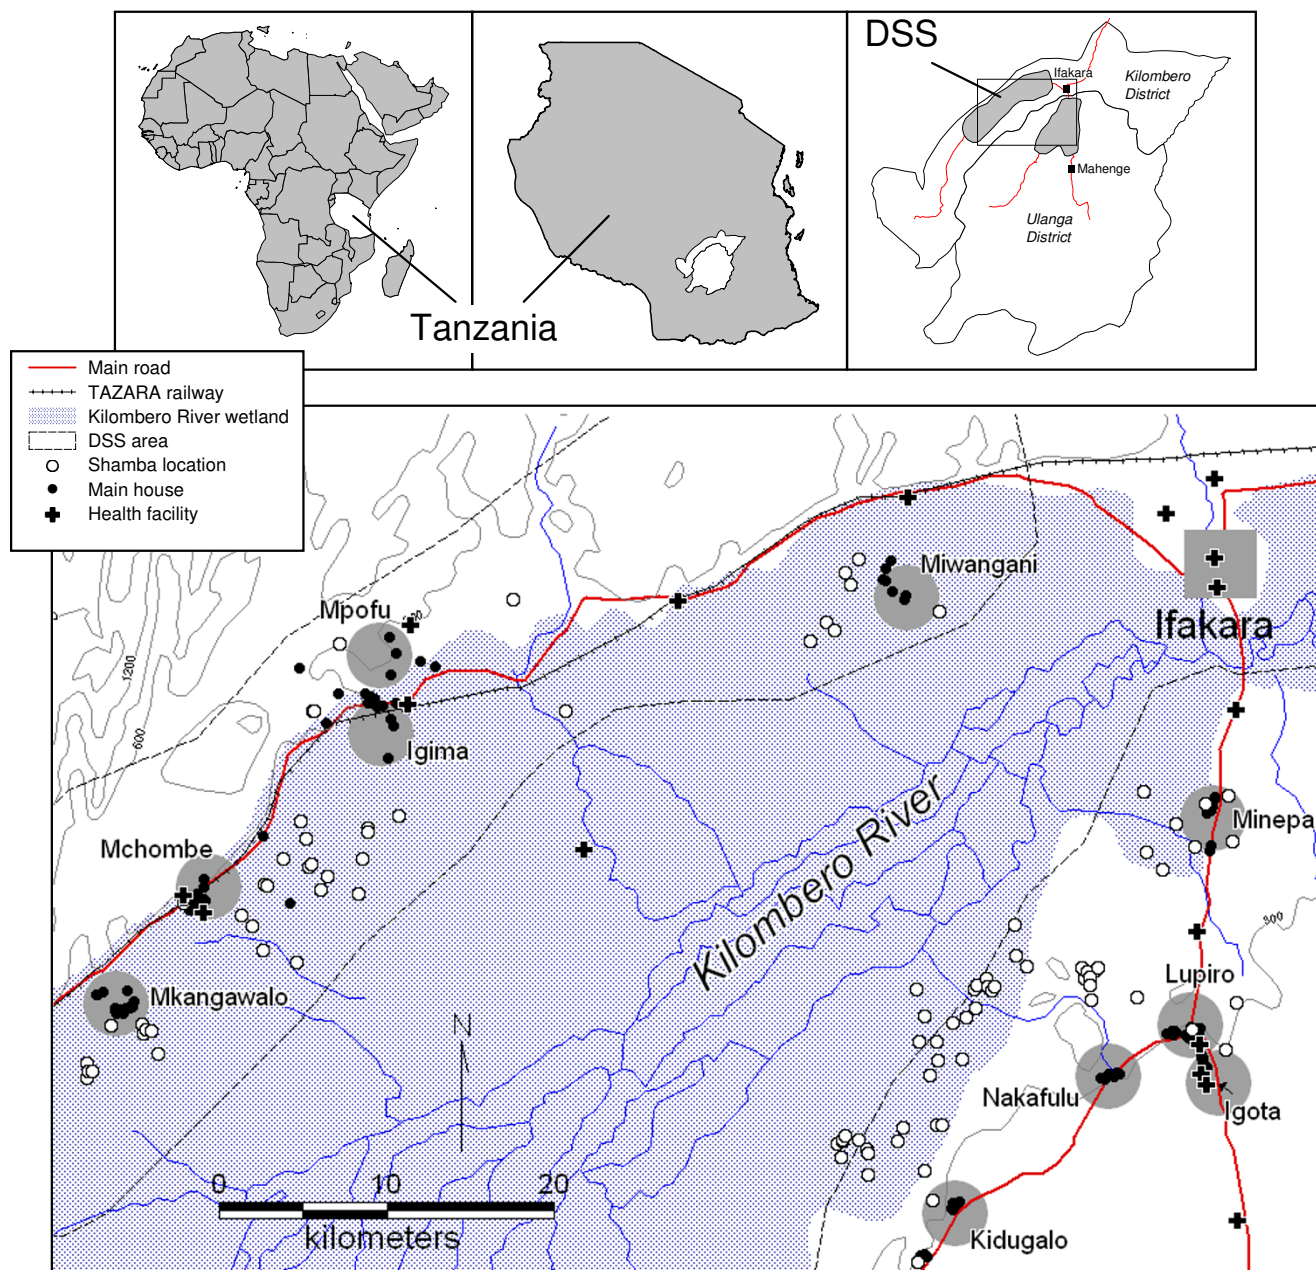 DSS
Ifakara
Kilombero
District
Mahenge
Ulanga
District
Tanzania
Main road
TAZARA railway
Kilombero River wetland
DSS area
Shamba location
Main house
Health facility
Miwangani
Mpofu
Ifakara
1200
600
Igima
Kilombero River
Minepa
Mchombe
300
Lupiro
Mkangawalo
N
Nakafulu
Igota
0 10 20
kilometers
Kidugalo